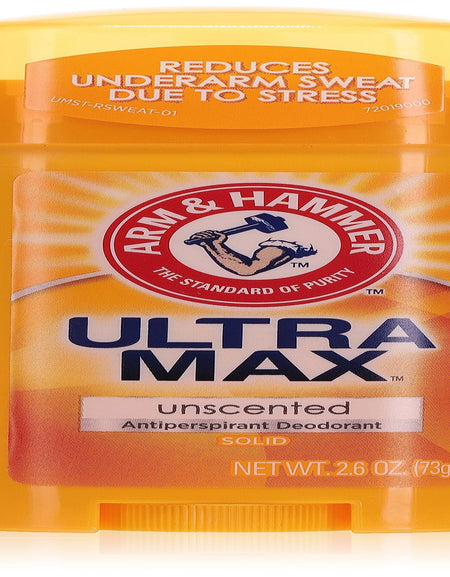 REDUCES
UNDERARM SWEAT
DUE TO STRESS
UMST-RSWEAT-01 72019000
ARM & HAMMER
TM
THE STANDARD OF PURITY
TM
ULTRA
MAX TM
unscented
Antiperspirant Deodorant
SOLID
NET WT. 2.6 OZ. (73g